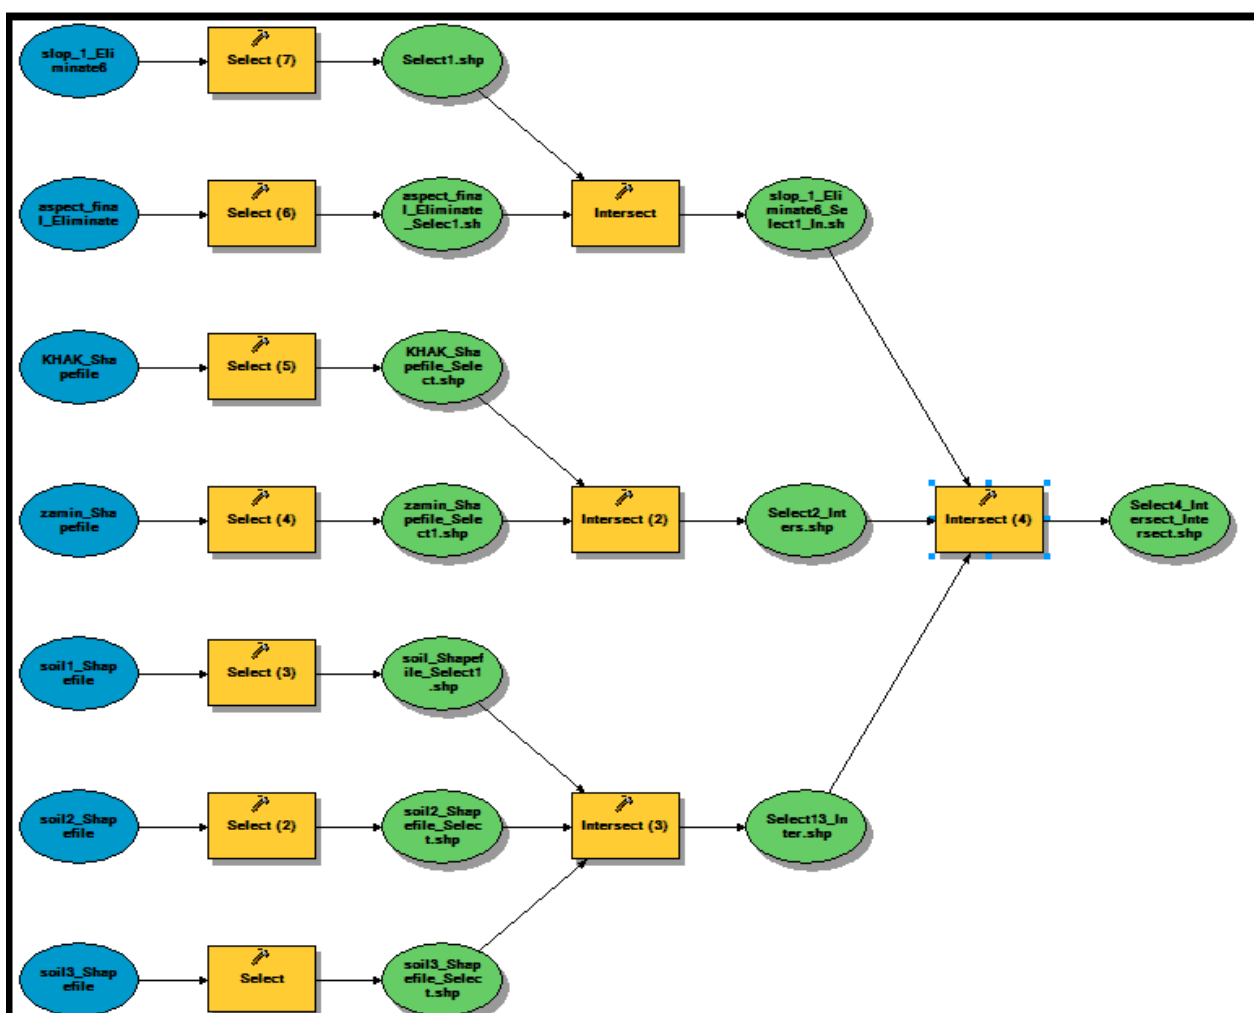 slop_1_Eli
minate6
Select (7)
Select1.shp
aspect_fina
l_Eliminate
Select (6)
aspect_fina
l_Eliminate
_Selec1.sh
Intersect
slop_1_Eli
minate6_Se
lect1_In.sh
KHAK_Sha
pefile
Select (5)
KHAK_Sha
pefile_Sele
ct.shp
zamin_Sha
pefile
Select (4)
zamin_Sha
pefile_Sele
ct1.shp
Intersect (2)
Select2_Int
ers.shp
Intersect (4)
Select4_Int
ersect_Inte
rsect.shp
soil1_Shap
efile
Select (3)
soil_Shapef
ile_Select1
.shp
soil2_Shap
efile
Select (2)
soil2_Shap
efile_Selec
t.shp
Intersect (3)
Select13_In
ter.shp
soil3_Shap
efile
Select
soil3_Shap
efile_Selec
t.shp